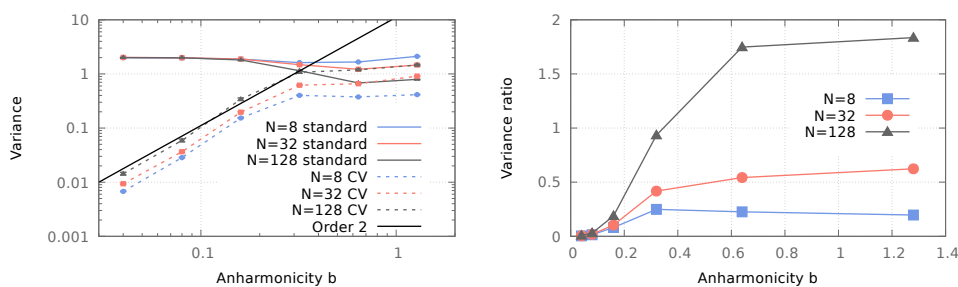 10
1
0.1
0.01
0.001
Variance
N=8 standard
N=32 standard
N=128 standard
N=8 CV
N=32 CV
N=128 CV
Order 2
0.1
1
Anharmonicity b
2
1.5
1
0.5
0
Variance ratio
N=8
N=32
N=128
0
0.2
0.4
0.6
0.8
1
1.2
1.4
Anharmonicity b